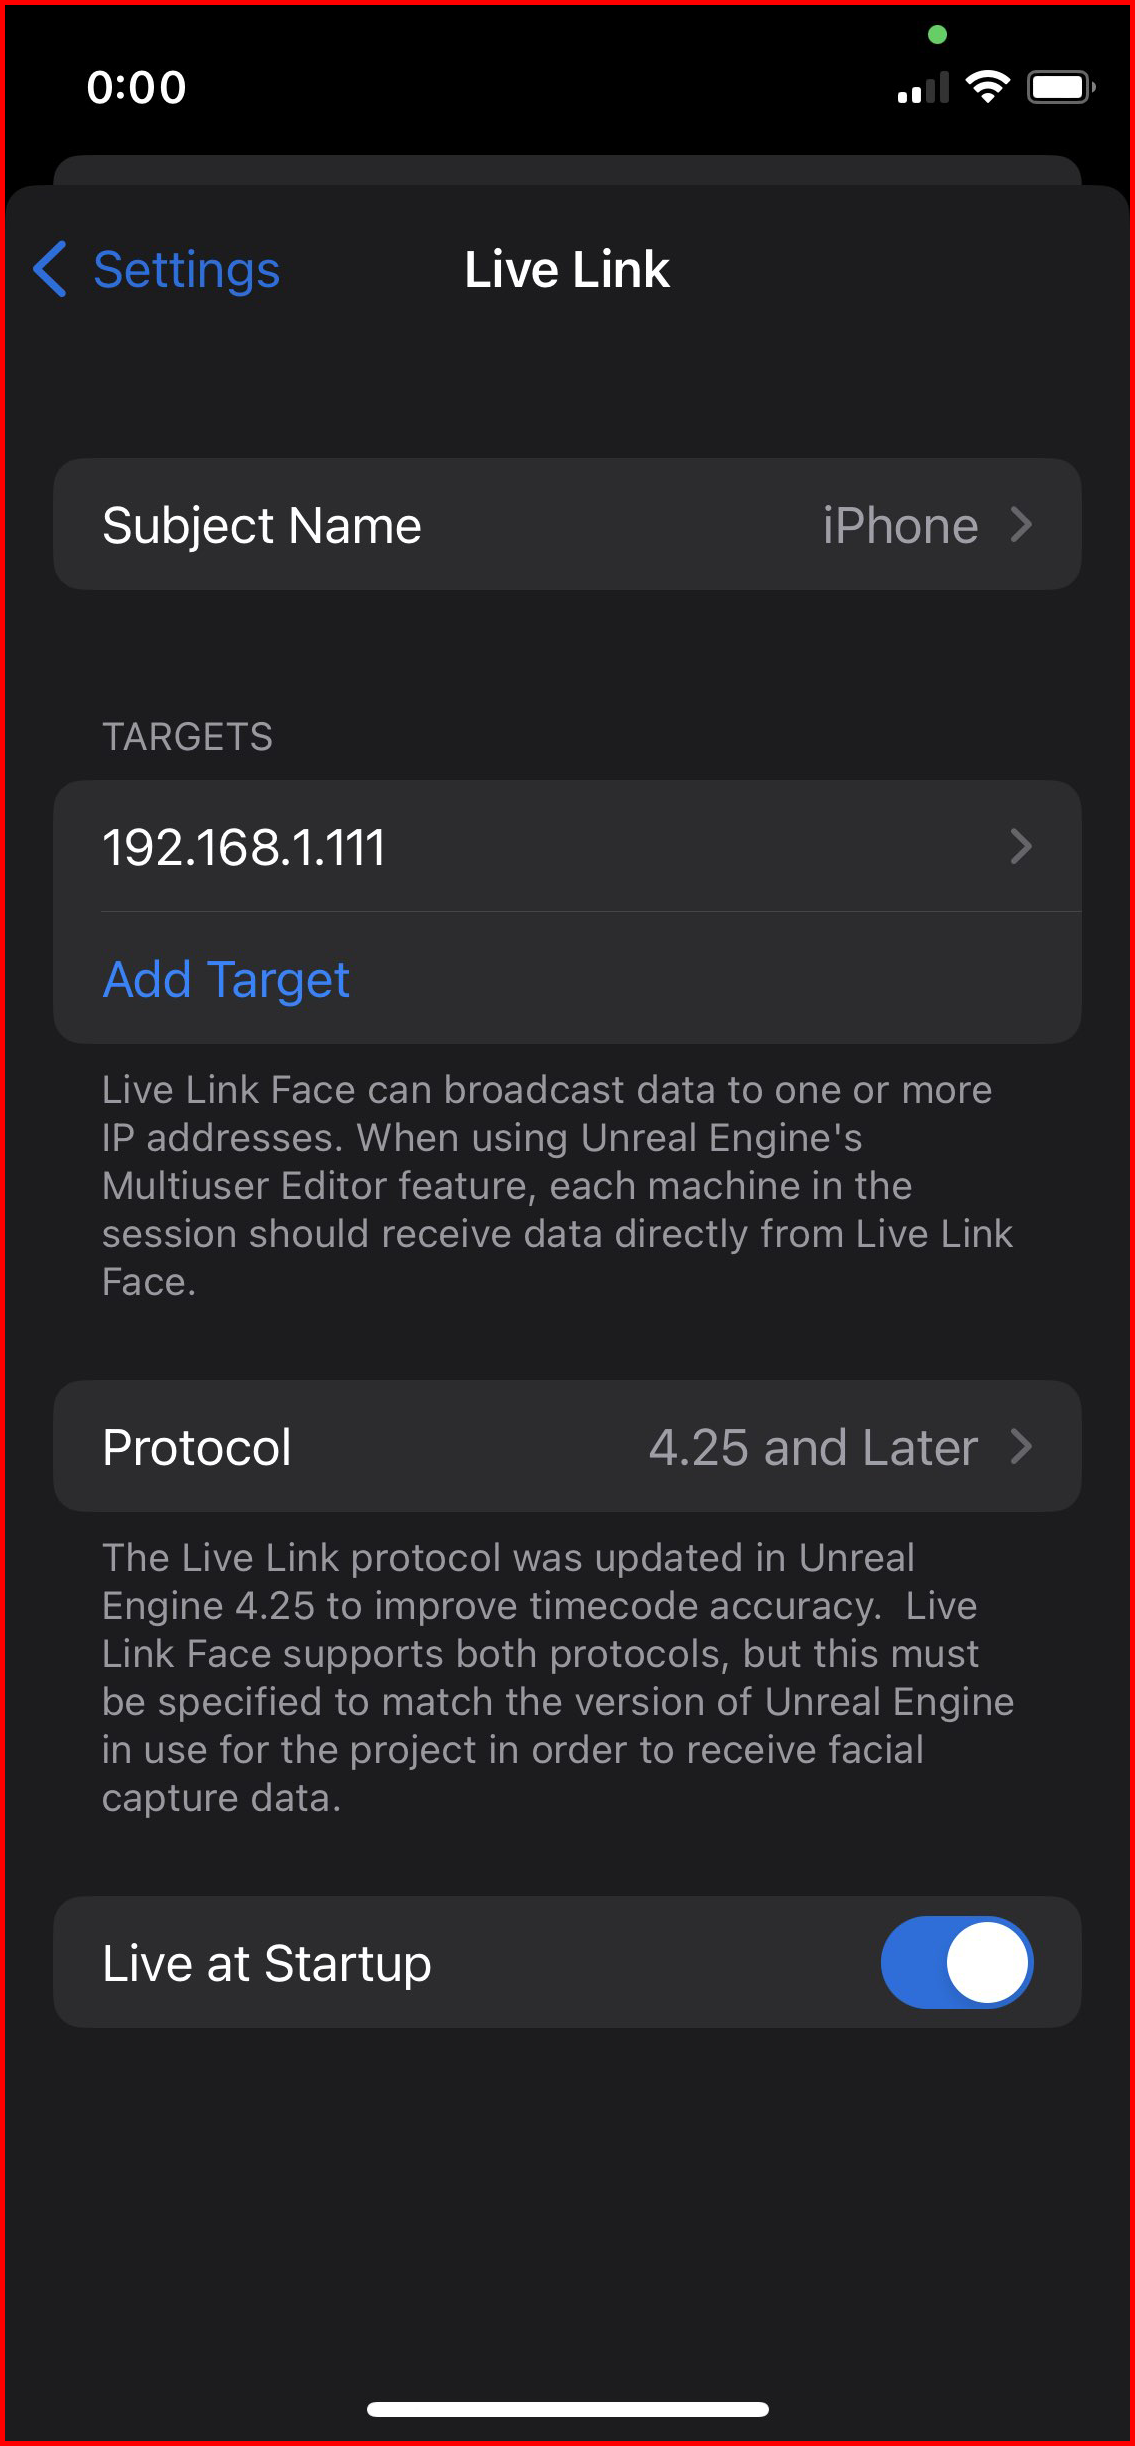 0:00
Settings
Live Link
Subject Name
iPhone
TARGETS
192.168.1.111
Add Target
Live Link Face can broadcast data to one or more
IP addresses. When using Unreal Engine's
Multiuser Editor feature, each machine in the
session should receive data directly from Live Link
Face.
Protocol
4.25 and Later
The Live Link protocol was updated in Unreal
Engine 4.25 to improve timecode accuracy.  Live
Link Face supports both protocols, but this must
be specified to match the version of Unreal Engine
in use for the project in order to receive facial
capture data.
Live at Startup